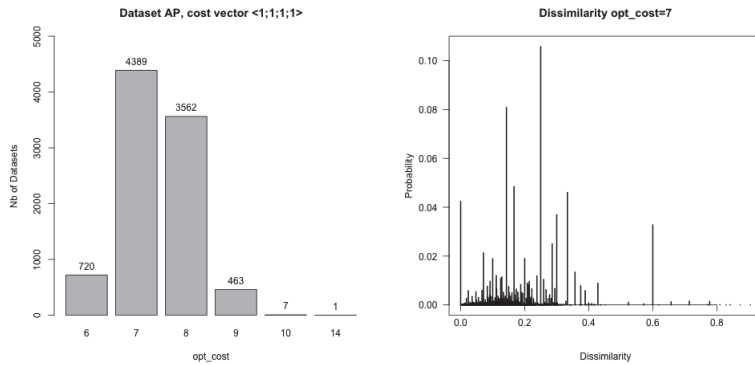 Dataset AP, cost vector <1;1;1;1>
Nb of Datasets
5000
4000
3000
2000
1000
0
720
4389
3562
463
7
1
6 7 8 9 10 14
opt_cost
Dissimilarity opt_cost=7
Probability
0.10
0.08
0.06
0.04
0.02
0.00
0.0 0.2 0.4 0.6 0.8
Dissimilarity